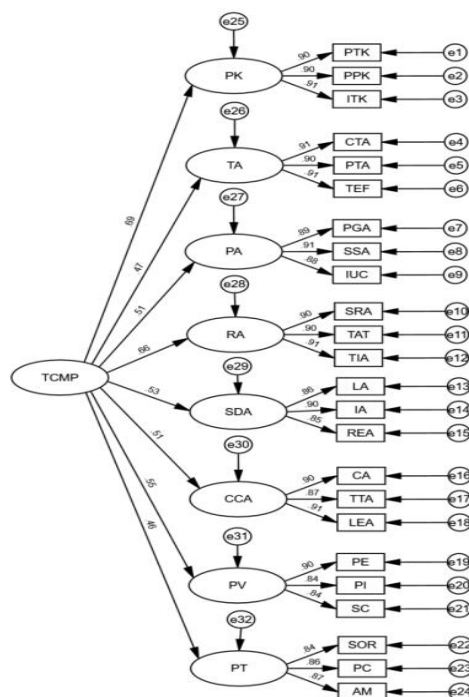 e25
.90 PTK e1
PK .90 PPK e2
.91 ITK e3
e26
.91 CTA e4
TA .90 PTA e5
.91 TEF e6
e27
.89 PGA e7
PA .91 SSA e8
.88 IUC e9
e28
.90 SRA e10
RA .90 TAT e11
.91 TIA e12
e29
.86 LA e13
SDA .90 IA e14
.85 REA e15
e30
.90 CA e16
CCA .87 TTA e17
.91 LEA e18
e31
.90 PE e19
PV .84 PI e20
.84 SC e21
e32
.84 SOR e22
PT .86 PC e23
.87 AM e24
TCMP
.47
.51
.66
.53
.51
.55
.46